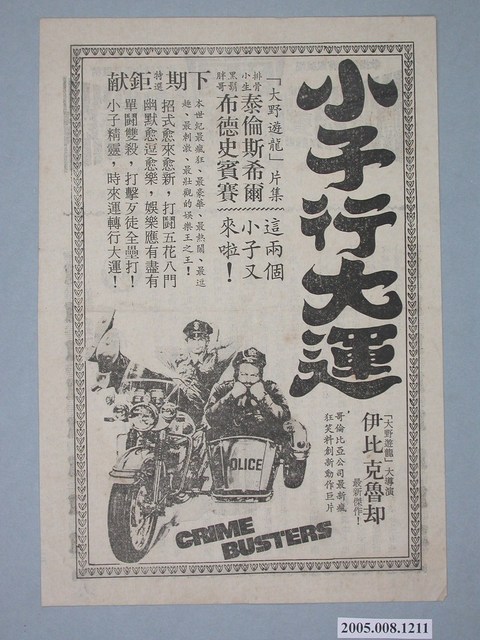 小子行大運
「大野遊龍」片集
排骨小生 泰倫斯希爾
黑鬍胖哥 布德史賓賽
這兩個
小子又
來啦！
下期特選鉅献
本世紀最瘋狂、最豪華、最熱鬧、最逗
趣、最刺激、最壯觀的娛樂王之王！
招式愈來愈新，打鬪五花八門
幽默愈逗愈樂，娛樂應有盡有
單鬪雙殺，打擊歹徒全壘打！
小子精靈，時來運轉行大運！
「大野遊龍」大導演
伊比克魯却
最新傑作！
哥倫比亞公司最新瘋
狂笑料創新動作巨片
POLICE
CRIME
BUSTERS
2005.008.1211